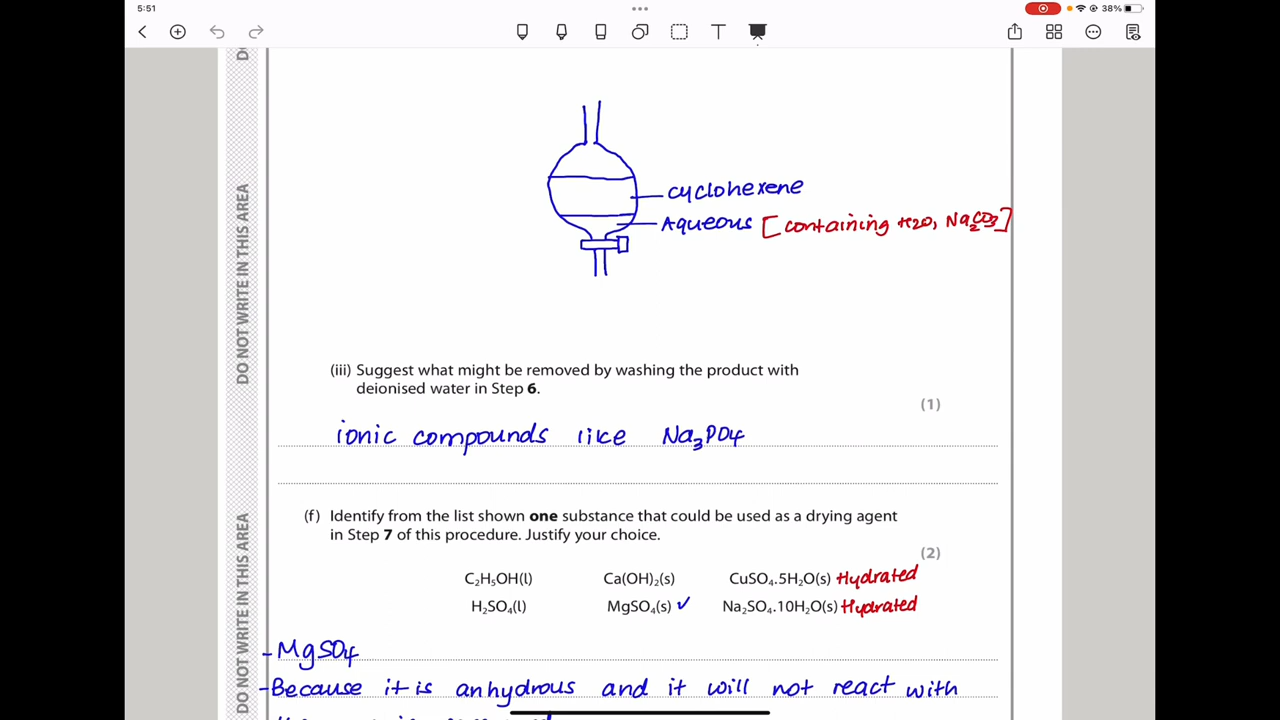 5:51
38%
DO NOT WRITE IN THIS AREA
cyclohexene
Aqueous [containing H2O, Na2CO3]
(iii) Suggest what might be removed by washing the product with
deionised water in Step 6.
(1)
ionic compounds like Na3PO4
(f) Identify from the list shown one substance that could be used as a drying agent
in Step 7 of this procedure. Justify your choice.
(2)
C₂H₅OH(l) Ca(OH)₂(s) CuSO₄.5H₂O(s) Hydrated
H₂SO₄(l) MgSO₄(s) ✓ Na₂SO₄.10H₂O(s) Hydrated
DO NOT WRITE IN THIS AREA
- MgSO4
- Because it is anhydrous and it will not react with